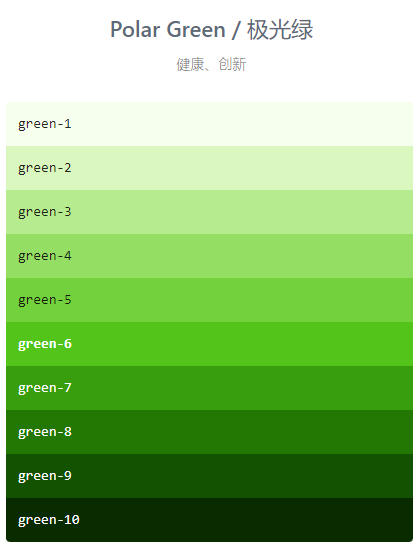 Polar Green / 极光绿
健康、创新
green-1
green-2
green-3
green-4
green-5
green-6
green-7
green-8
green-9
green-10